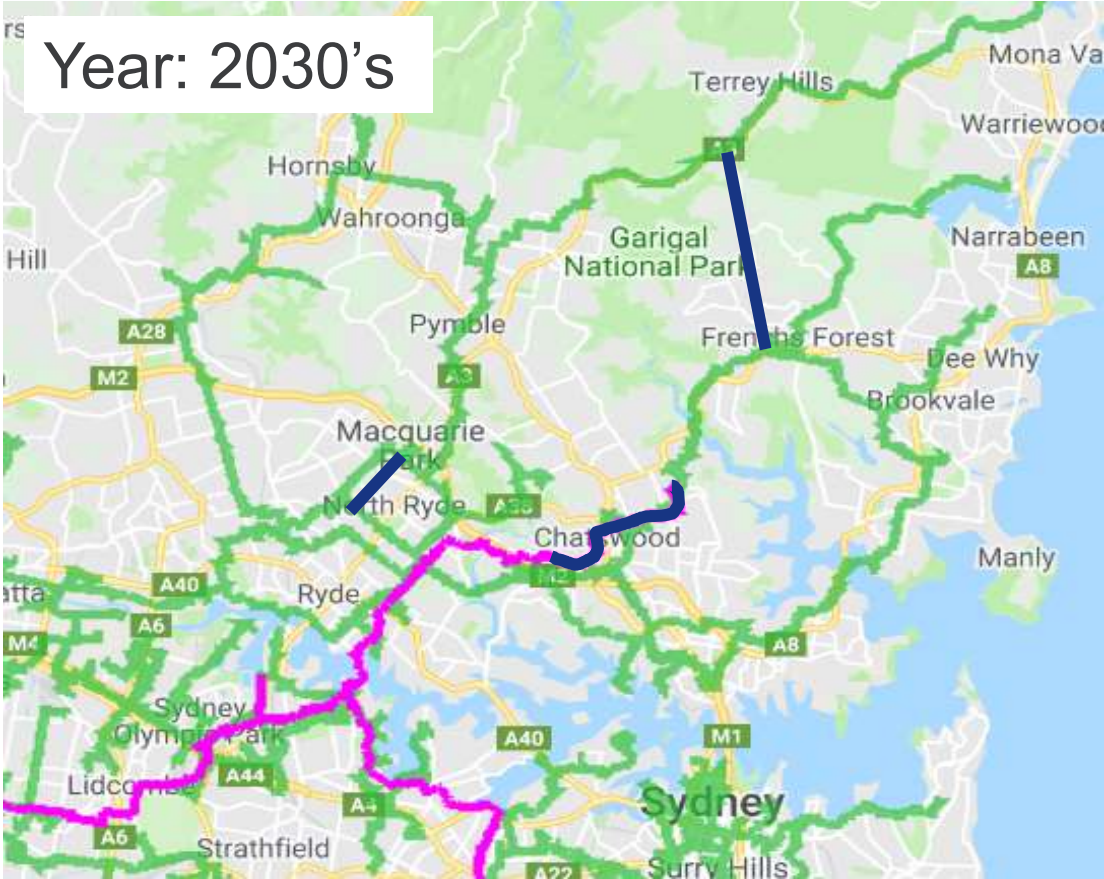 rs
Year: 2030's
Mona Va
Terrey Hills
Warriewood
Hornsby
Wahroonga
Garigal
National Park
Narrabeen
Hill
A8
Pymble
A28
Frenchs Forest
Dee Why
M2
A3
Brookvale
Macquarie
Park
North Ryde
A38
Chatswood
Manly
M2
A40
Ryde
atta
A6
M4
A8
Sydney
Olympic Park
A40
M1
Lidcombe
A44
Sydney
A4
A6
Strathfield
A22
Surry Hills